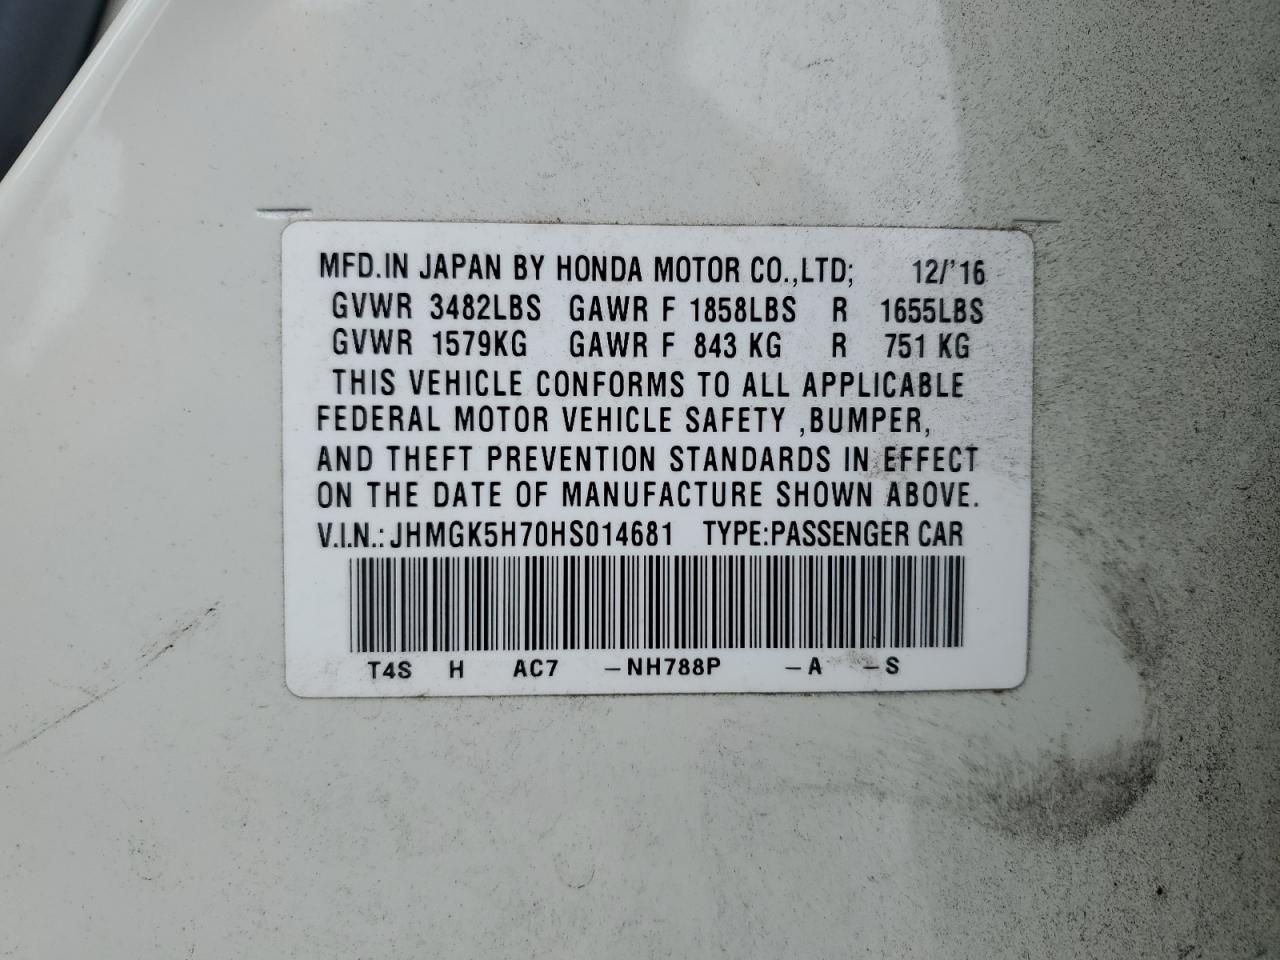 MFD.IN JAPAN BY HONDA MOTOR CO.,LTD; 12/'16
GVWR 3482LBS GAWR F 1858LBS R 1655LBS
GVWR 1579KG GAWR F 843 KG R 751 KG
THIS VEHICLE CONFORMS TO ALL APPLICABLE
FEDERAL MOTOR VEHICLE SAFETY ,BUMPER,
AND THEFT PREVENTION STANDARDS IN EFFECT
ON THE DATE OF MANUFACTURE SHOWN ABOVE.
V.I.N.: JHMGK5H70HS014681 TYPE:PASSENGER CAR
T4S H AC7 –NH788P –A –S